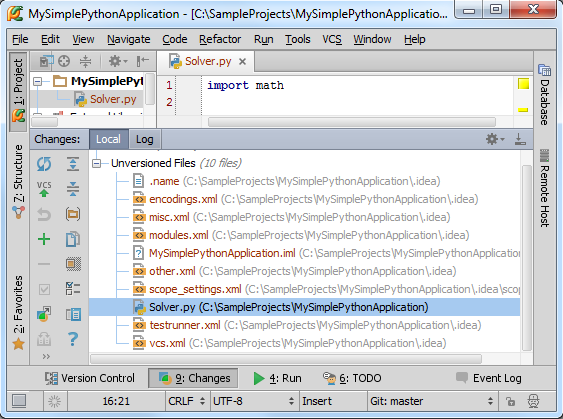 MySimplePythonApplication - [C:\SampleProjects\MySimplePythonApplicatio...
File Edit View Navigate Code Refactor Run Tools VCS Window Help
1: Project
Z: Structure
2: Favorites
MySimplePyt
Solver.py
Solver.py
1 import math
2
Database
Remote Host
Changes: Local Log
Unversioned Files (10 files)
.name (C:\SampleProjects\MySimplePythonApplication\.idea)
encodings.xml (C:\SampleProjects\MySimplePythonApplication\.idea)
misc.xml (C:\SampleProjects\MySimplePythonApplication\.idea)
modules.xml (C:\SampleProjects\MySimplePythonApplication\.idea)
MySimplePythonApplication.iml (C:\SampleProjects\MySimplePythonApplication\.idea)
other.xml (C:\SampleProjects\MySimplePythonApplication\.idea)
scope_settings.xml (C:\SampleProjects\MySimplePythonApplication\.idea\scop
Solver.py (C:\SampleProjects\MySimplePythonApplication)
testrunner.xml (C:\SampleProjects\MySimplePythonApplication\.idea)
vcs.xml (C:\SampleProjects\MySimplePythonApplication\.idea)
VCS
Version Control 9: Changes 4: Run 6: TODO Event Log
16:21 CRLF UTF-8 Insert Git: master